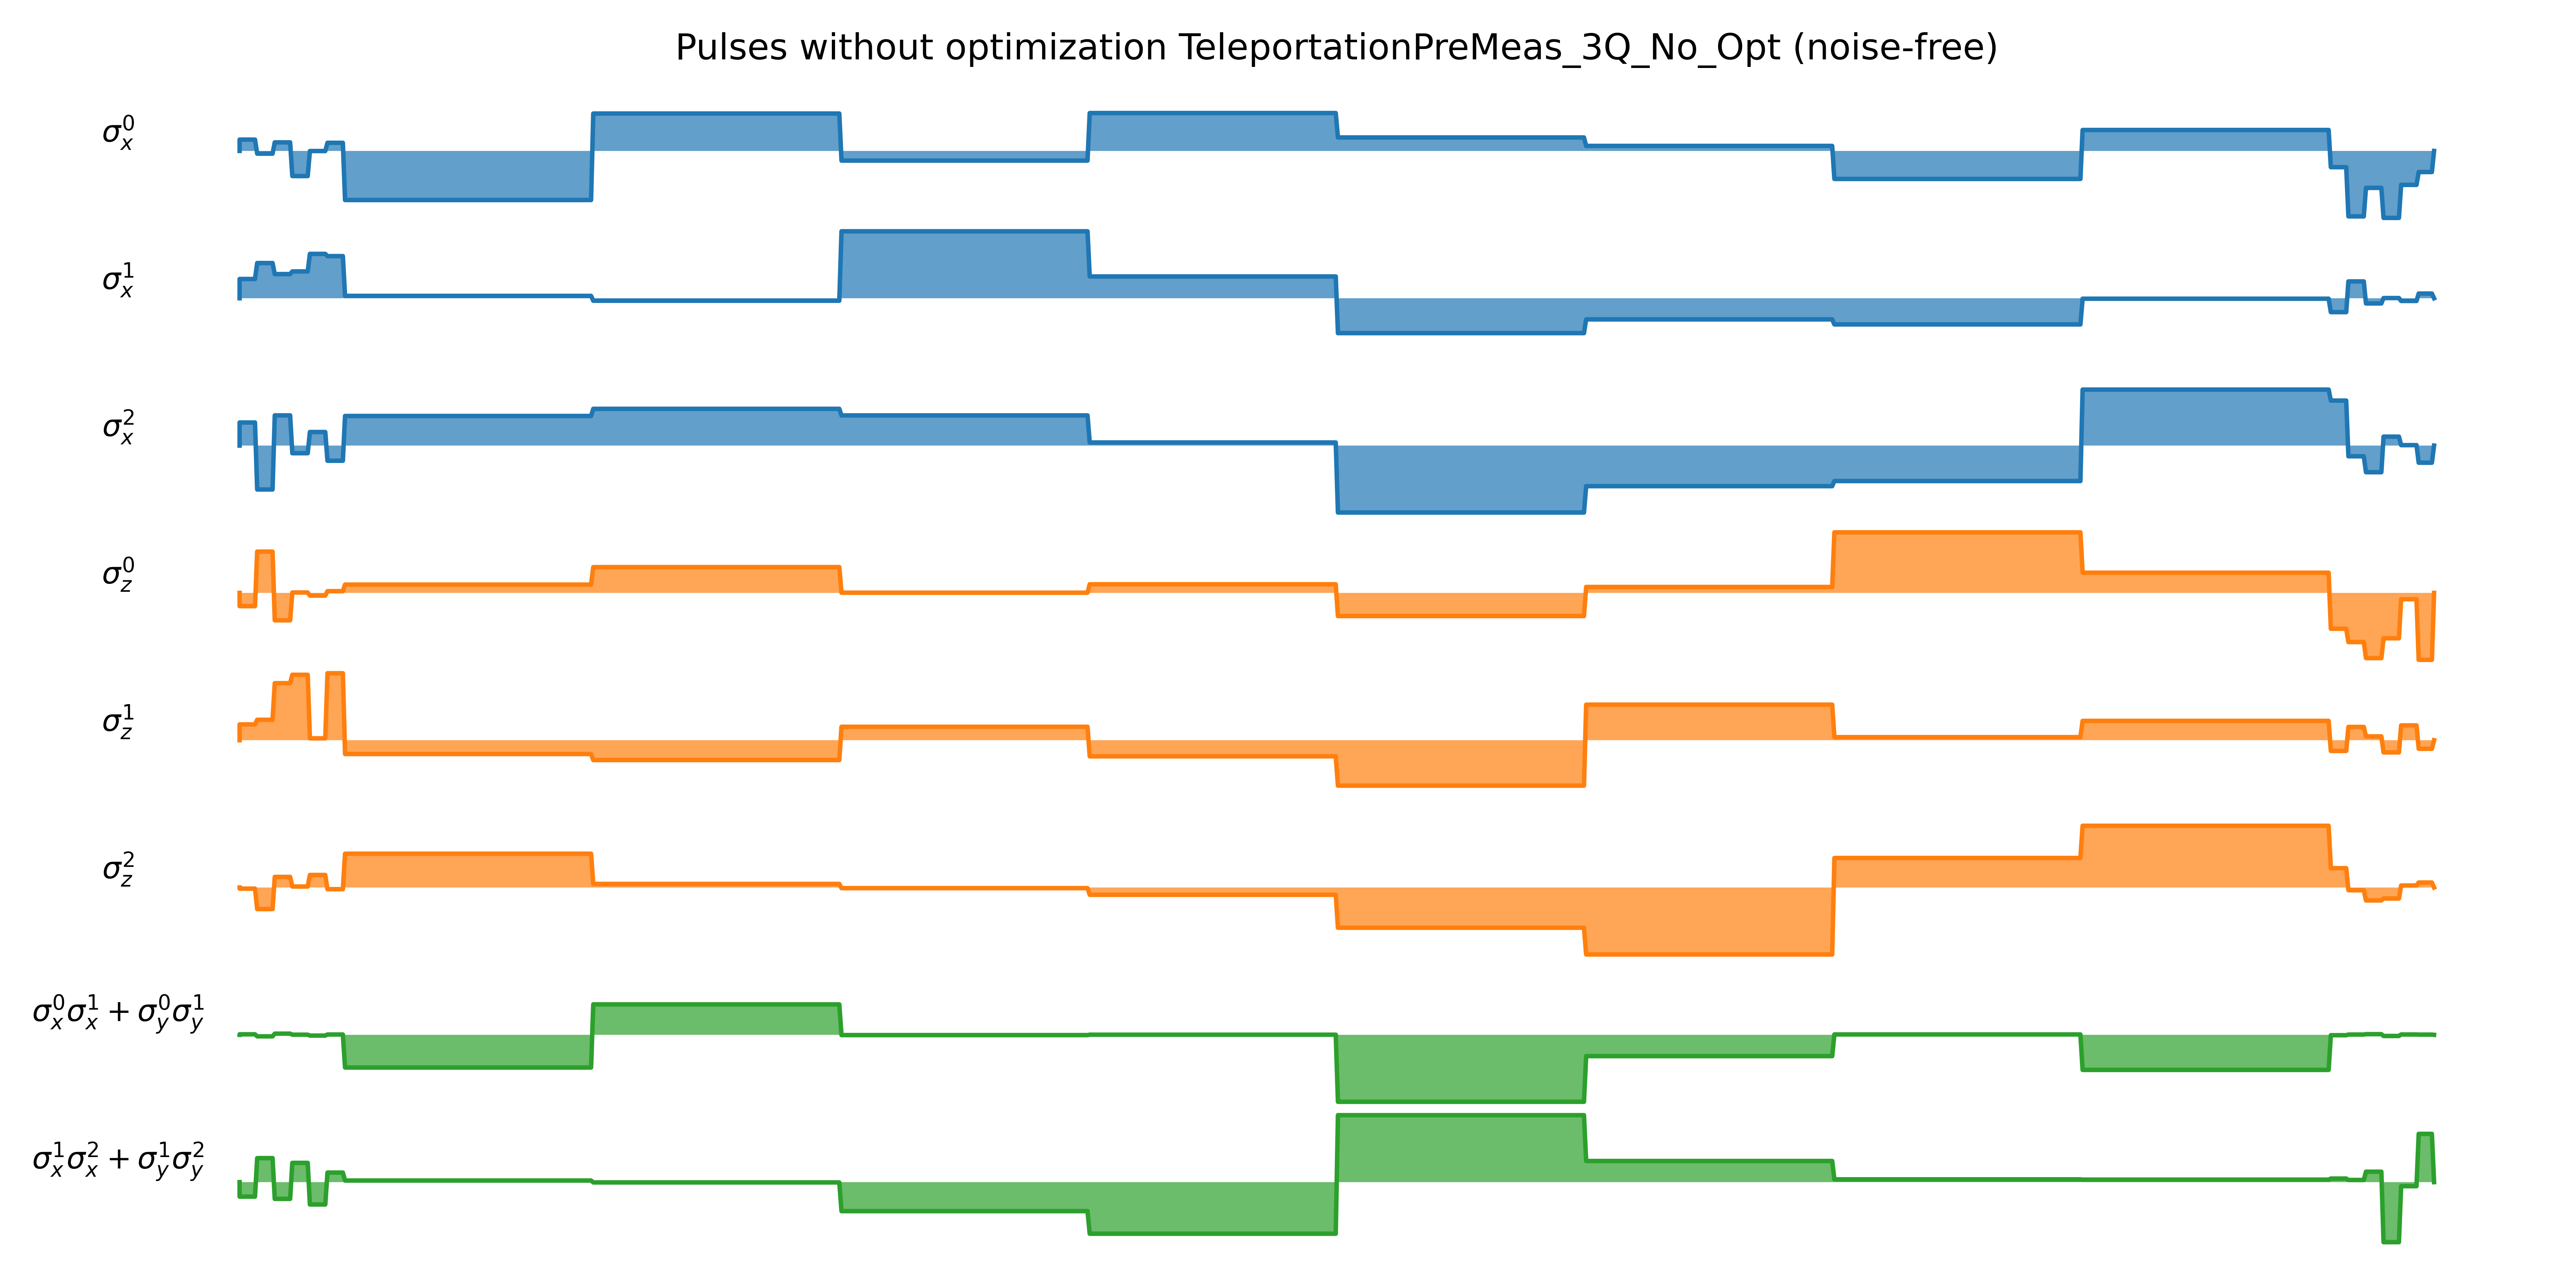 Pulses without optimization TeleportationPreMeas_3Q_No_Opt (noise-free)
σ_x^0
σ_x^1
σ_x^2
σ_z^0
σ_z^1
σ_z^2
σ_x^0σ_x^1 + σ_y^0σ_y^1
σ_x^1σ_x^2 + σ_y^1σ_y^2